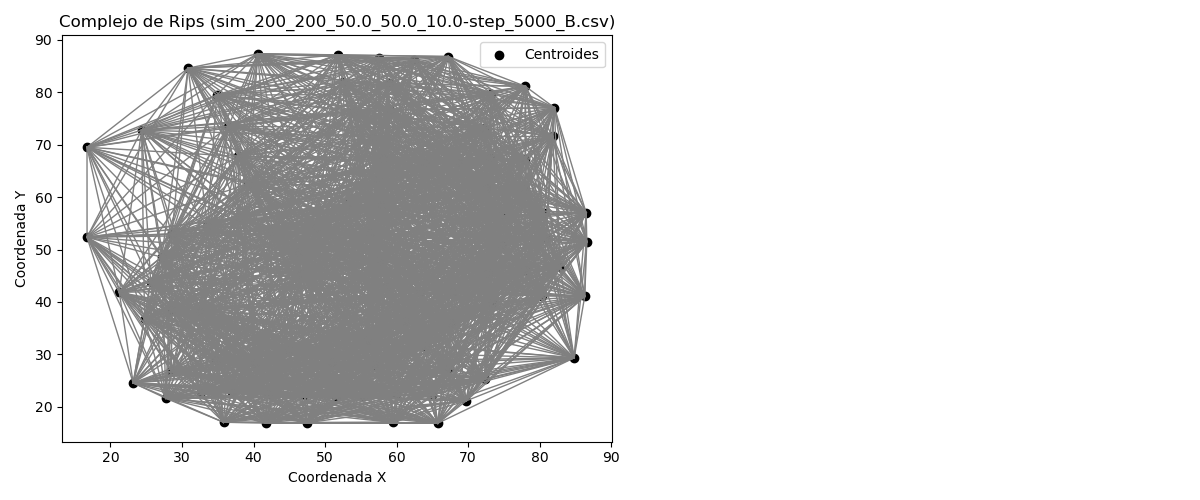 Complejo de Rips (sim_200_200_50.0_50.0_10.0-step_5000_B.csv)
Centroides
90
80
70
60
50
40
30
20
Coordenada Y
20 30 40 50 60 70 80 90
Coordenada X